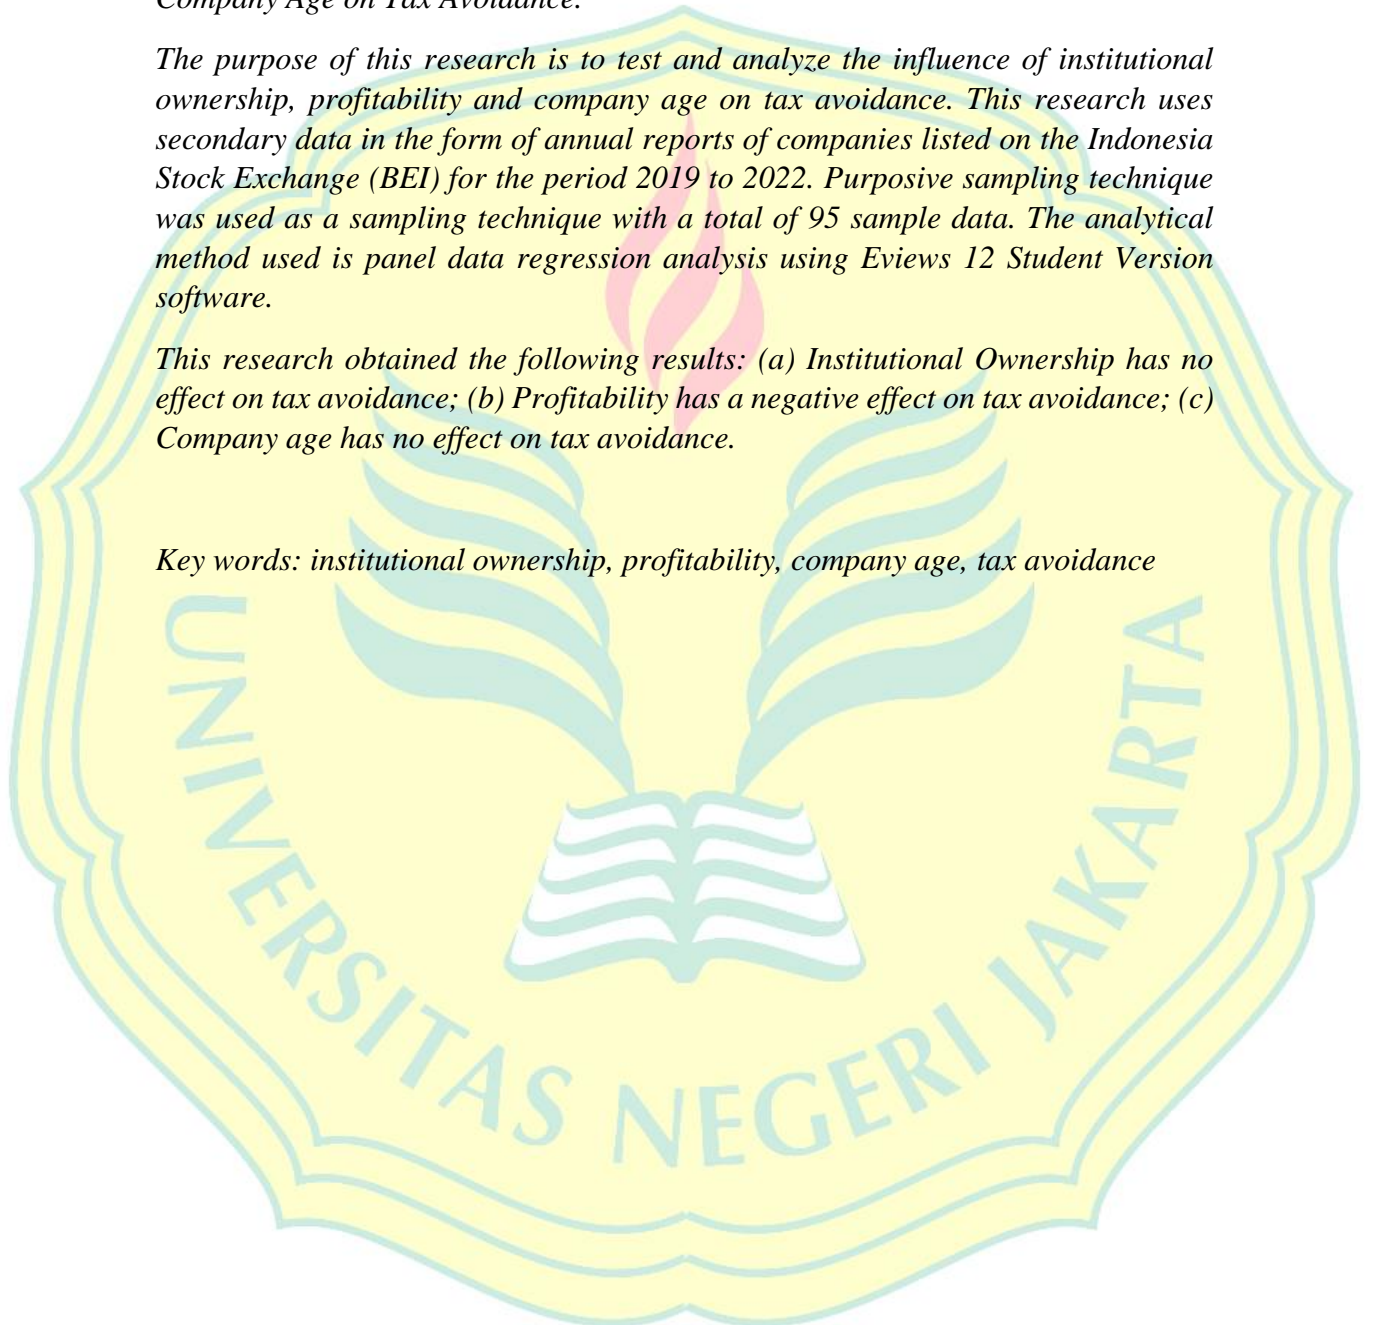 Company Age on Tax Avoidance.
The purpose of this research is to test and analyze the influence of institutional
ownership, profitability and company age on tax avoidance. This research uses
secondary data in the form of annual reports of companies listed on the Indonesia
Stock Exchange (BEI) for the period 2019 to 2022. Purposive sampling technique
was used as a sampling technique with a total of 95 sample data. The analytical
method used is panel data regression analysis using Eviews 12 Student Version
software.
This research obtained the following results: (a) Institutional Ownership has no
effect on tax avoidance; (b) Profitability has a negative effect on tax avoidance; (c)
Company age has no effect on tax avoidance.
Key words: institutional ownership, profitability, company age, tax avoidance
UNIVERSITAS NEGERI JAKARTA